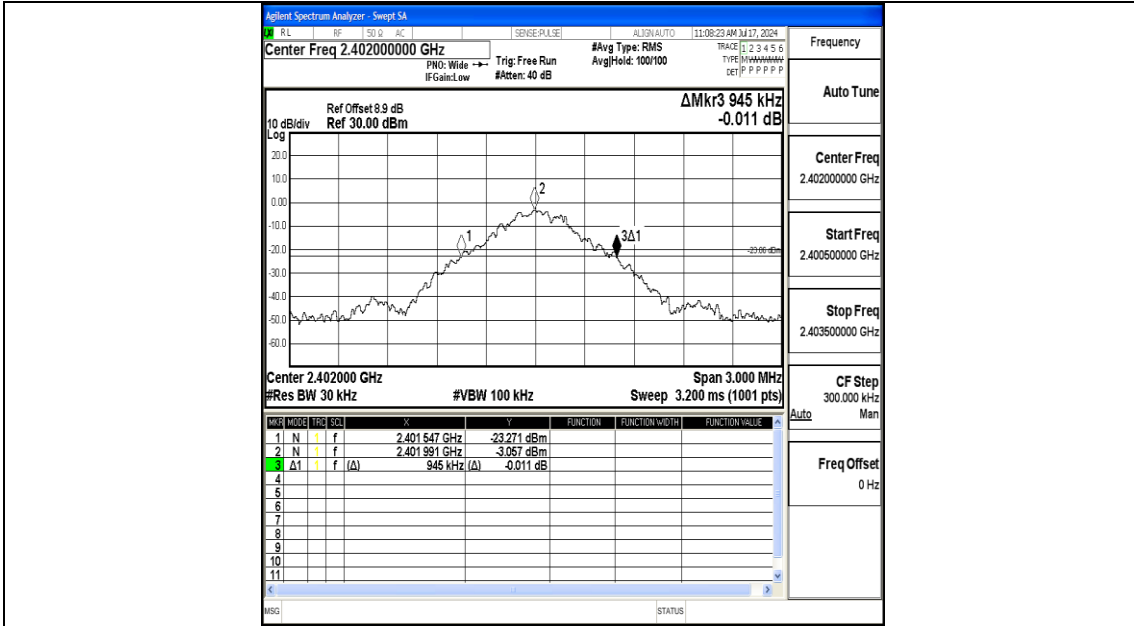 Agilent Spectrum Analyzer - Swept SA
RL RF 50 Ω AC SENSE:PULSE ALIGNAUTO 11:08:23 AM Jul 17, 2024
Center Freq 2.402000000 GHz
PNO: Wide
IFGain:Low
Trig: Free Run
#Atten: 40 dB
#Avg Type: RMS
Avg|Hold: 100/100
TRACE 1 2 3 4 5 6
TYPE MWWWWW
DET P P P P P P
ΔMkr3 945 kHz
-0.011 dB
Ref Offset 8.9 dB
10 dB/div Ref 30.00 dBm
Log
20.0
10.0
0.00
-10.0
-20.0
-30.0
-40.0
-50.0
-60.0
1
2
3Δ1
-23.06 dBm
Center 2.402000 GHz Span 3.000 MHz
#Res BW 30 kHz #VBW 100 kHz Sweep 3.200 ms (1001 pts)
MKR MODE TRC SCL X Y FUNCTION FUNCTION WIDTH FUNCTION VALUE
1 N 1 f 2.401 547 GHz -23.271 dBm
2 N 1 f 2.401 991 GHz -3.057 dBm
3 Δ1 1 f (Δ) 945 kHz (Δ) -0.011 dB
4
5
6
7
8
9
10
11
MSG STATUS
Frequency
Auto Tune
Center Freq
2.402000000 GHz
Start Freq
2.400500000 GHz
Stop Freq
2.403500000 GHz
CF Step
300.000 kHz
Auto Man
Freq Offset
0 Hz